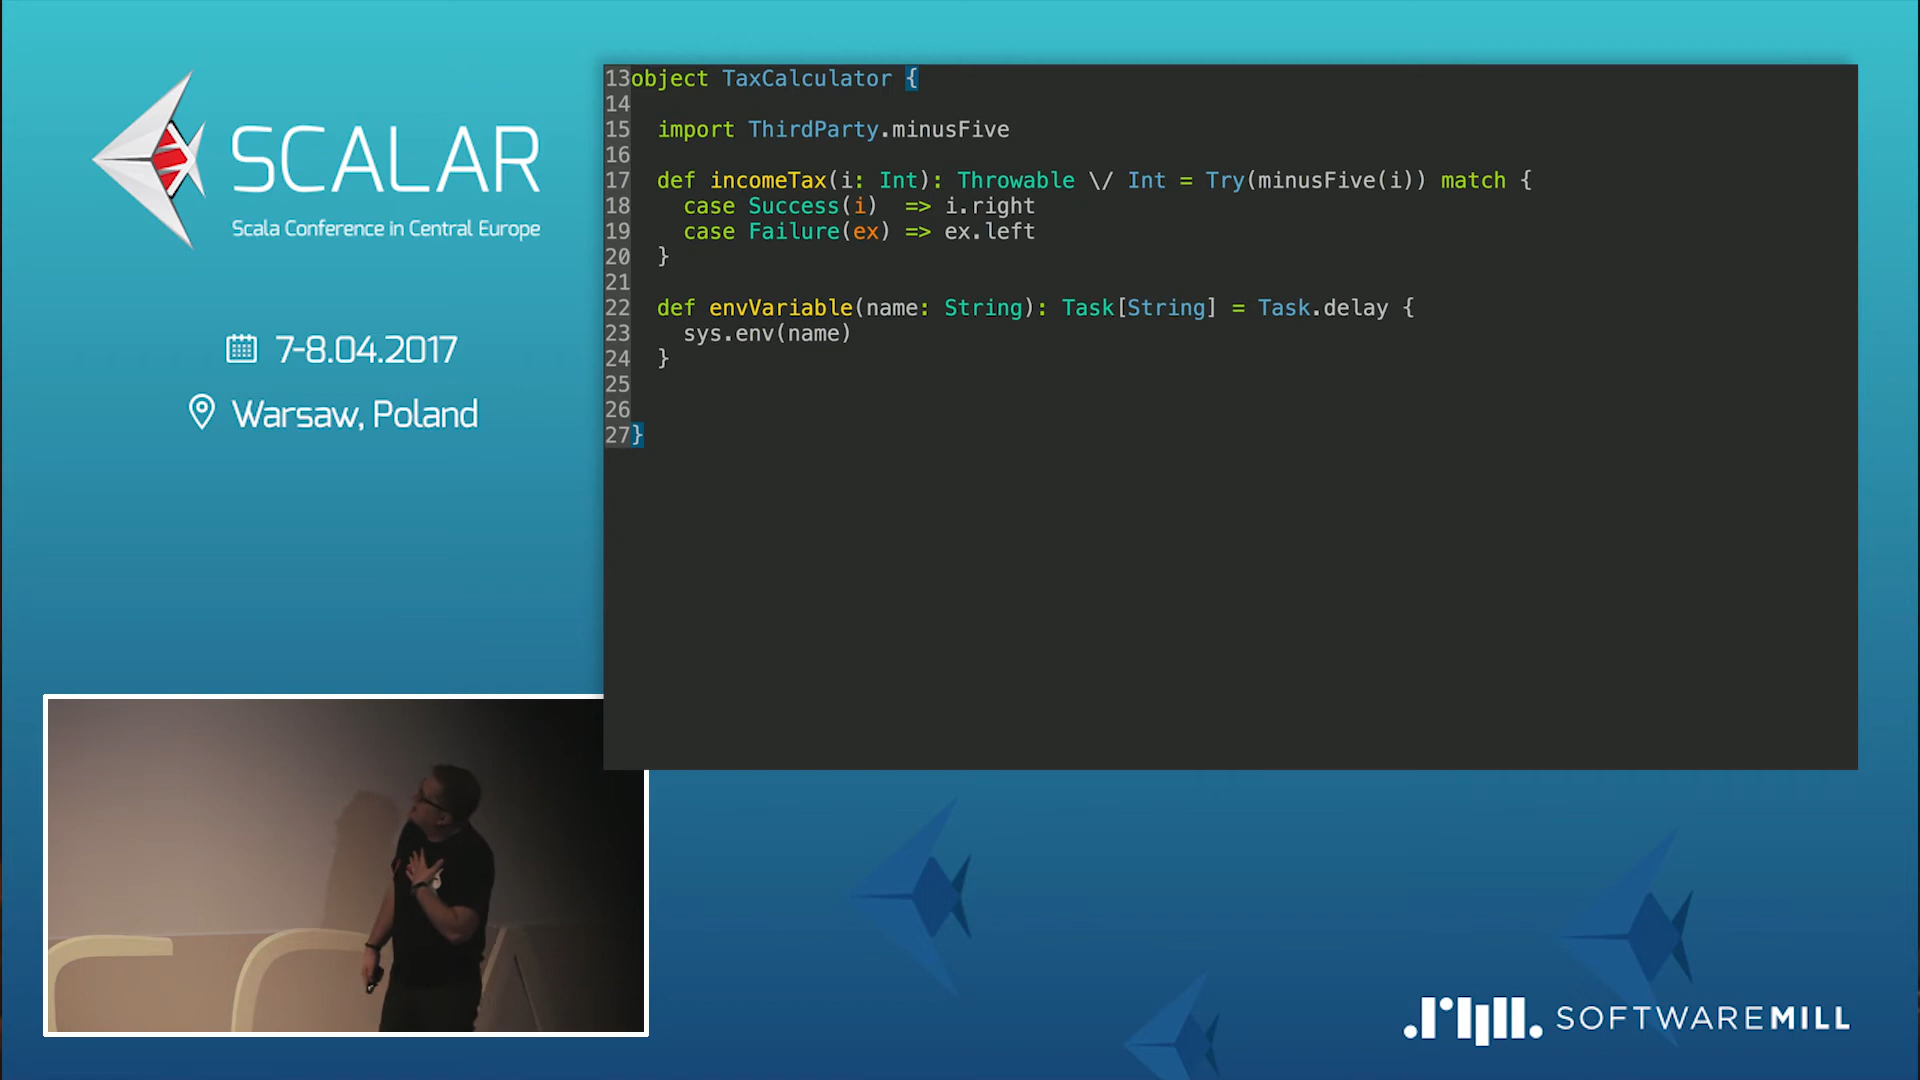 SCALAR
Scala Conference in Central Europe
7-8.04.2017
Warsaw, Poland
13object TaxCalculator {
14
15  import ThirdParty.minusFive
16
17  def incomeTax(i: Int): Throwable \/ Int = Try(minusFive(i)) match {
18    case Success(i)  => i.right
19    case Failure(ex) => ex.left
20  }
21
22  def envVariable(name: String): Task[String] = Task.delay {
23    sys.env(name)
24  }
25
26
27}
SOFTWAREMILL